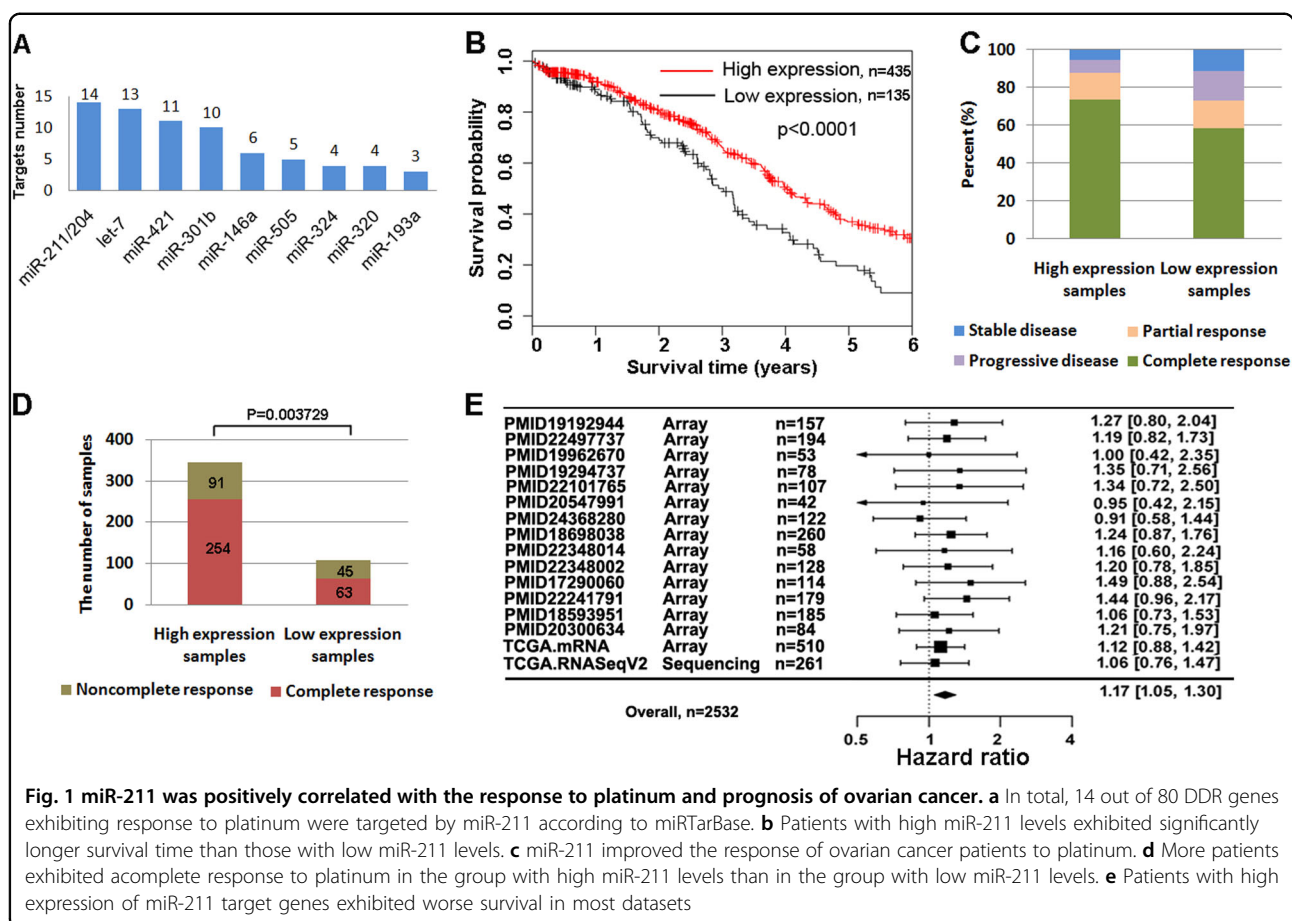 A
Targets number
15
10
5
0
14
13
11
10
6
5
4
4
3
miR-211/204
let-7
miR-421
miR-301b
miR-146a
miR-505
miR-324
miR-320
miR-193a
B
Survival probability
1.0
0.8
0.6
0.4
0.2
0.0
High expression, n=435
Low expression, n=135
p<0.0001
0 1 2 3 4 5 6
Survival time (years)
C
Percent (%)
100
80
60
40
20
0
High expression samples
Low expression samples
Stable disease
Partial response
Progressive disease
Complete response
D
P=0.003729
The number of samples
400
300
200
100
0
91
254
45
63
High expression samples
Low expression samples
Noncomplete response
Complete response
E
PMID19192944 Array n=157 1.27 [0.80, 2.04]
PMID22497737 Array n=194 1.19 [0.82, 1.73]
PMID19962670 Array n=53 1.00 [0.42, 2.35]
PMID19294737 Array n=78 1.35 [0.71, 2.56]
PMID22101765 Array n=107 1.34 [0.72, 2.50]
PMID20547991 Array n=42 0.95 [0.42, 2.15]
PMID24368280 Array n=122 0.91 [0.58, 1.44]
PMID18698038 Array n=260 1.24 [0.87, 1.76]
PMID22348014 Array n=58 1.16 [0.60, 2.24]
PMID22348002 Array n=128 1.20 [0.78, 1.85]
PMID17290060 Array n=114 1.49 [0.88, 2.54]
PMID22241791 Array n=179 1.44 [0.96, 2.17]
PMID18593951 Array n=185 1.06 [0.73, 1.53]
PMID20300634 Array n=84 1.21 [0.75, 1.97]
TCGA.mRNA Array n=510 1.12 [0.88, 1.42]
TCGA.RNASeqV2 Sequencing n=261 1.06 [0.76, 1.47]
1.17 [1.05, 1.30]
Overall, n=2532
0.5 1 2 4
Hazard ratio
Fig. 1 miR-211 was positively correlated with the response to platinum and prognosis of ovarian cancer. a In total, 14 out of 80 DDR genes
exhibiting response to platinum were targeted by miR-211 according to miRTarBase. b Patients with high miR-211 levels exhibited significantly
longer survival time than those with low miR-211 levels. c miR-211 improved the response of ovarian cancer patients to platinum. d More patients
exhibited acomplete response to platinum in the group with high miR-211 levels than in the group with low miR-211 levels. e Patients with high
expression of miR-211 target genes exhibited worse survival in most datasets